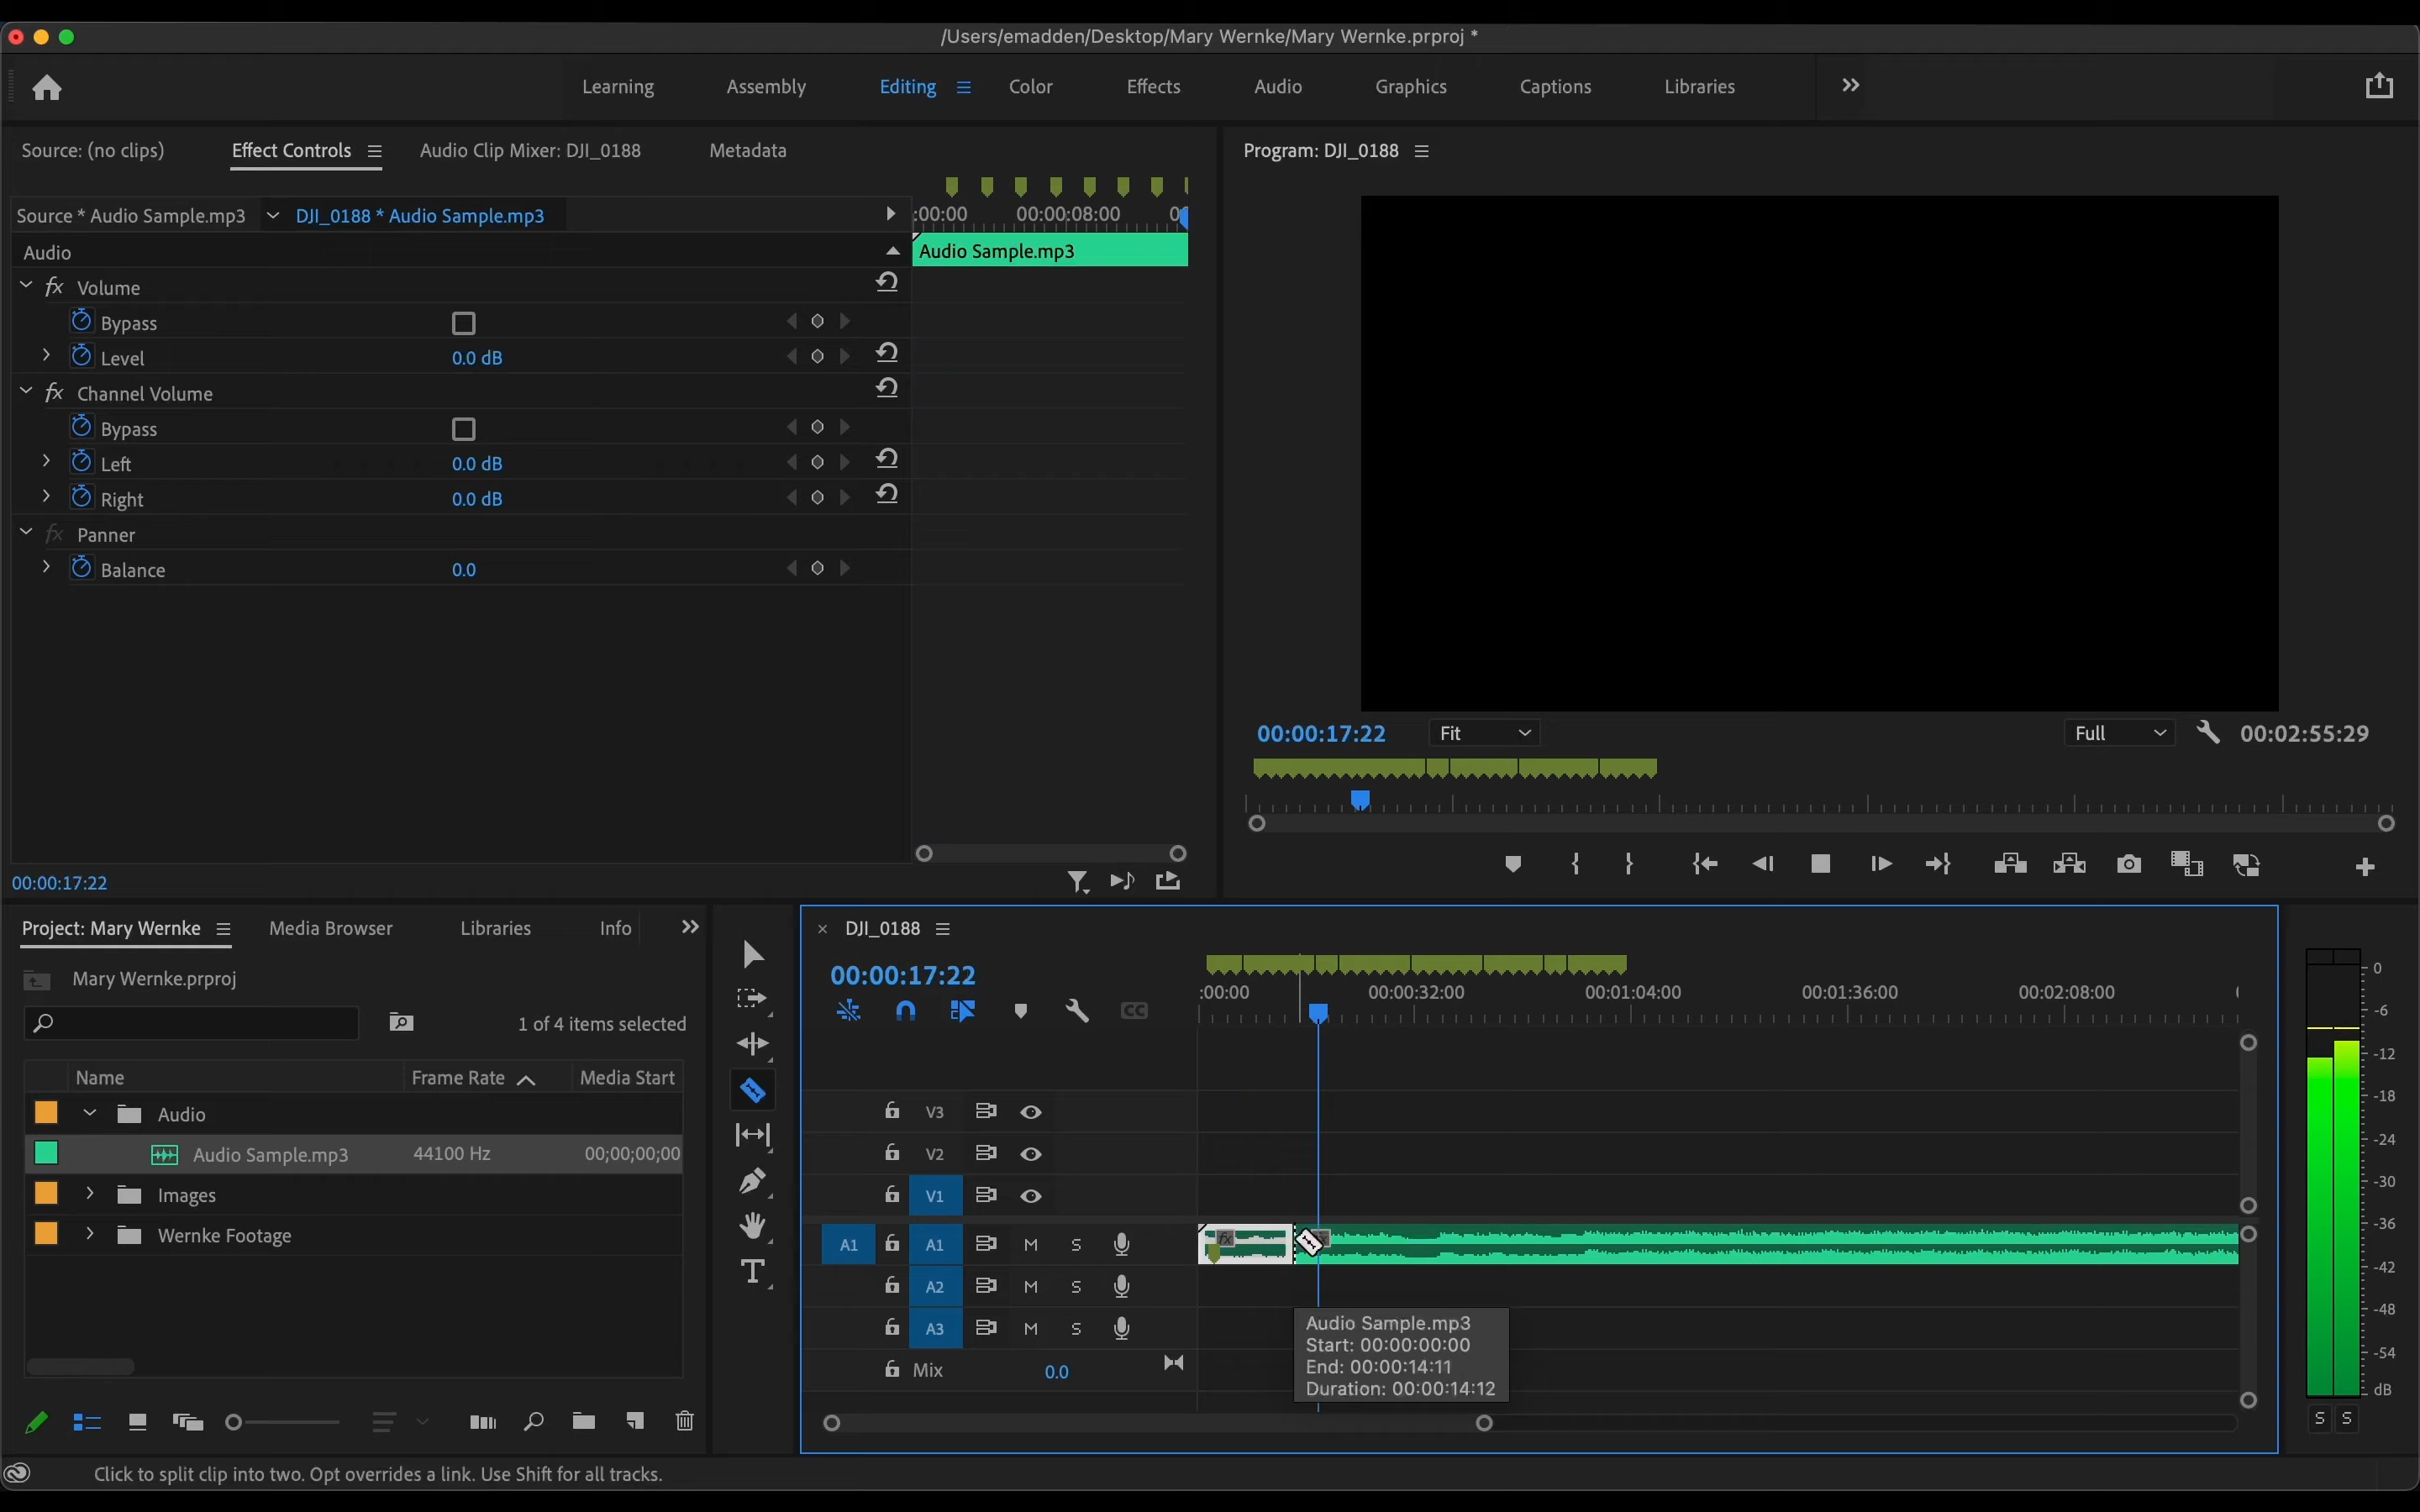 /Users/emadden/Desktop/Mary Wernke/Mary Wernke.prproj *
Learning Assembly Editing Color Effects Audio Graphics Captions Libraries
Source: (no clips) Effect Controls Audio Clip Mixer: DJI_0188 Metadata
Source * Audio Sample.mp3 DJI_0188 * Audio Sample.mp3
:00:00 00:00:08:00
Audio
Audio Sample.mp3
fx Volume
Bypass
Level 0.0 dB
fx Channel Volume
Bypass
Left 0.0 dB
Right 0.0 dB
fx Panner
Balance 0.0
00:00:17:22
Program: DJI_0188
00:00:17:22 Fit Full 00:02:55:29
Project: Mary Wernke Media Browser Libraries Info
Mary Wernke.prproj
1 of 4 items selected
Name Frame Rate Media Start
Audio
Audio Sample.mp3 44100 Hz 00;00;00;00
Images
Wernke Footage
DJI_0188
00:00:17:22
:00:00 00:00:32:00 00:01:04:00 00:01:36:00 00:02:08:00
CC
V3
V2
V1
A1 A1 M S
fx
A2 M S
A3 M S
Mix 0.0
Audio Sample.mp3
Start: 00:00:00:00
End: 00:00:14:11
Duration: 00:00:14:12
0
-6
-12
-18
-24
-30
-36
-42
-48
-54
dB
S S
Click to split clip into two. Opt overrides a link. Use Shift for all tracks.